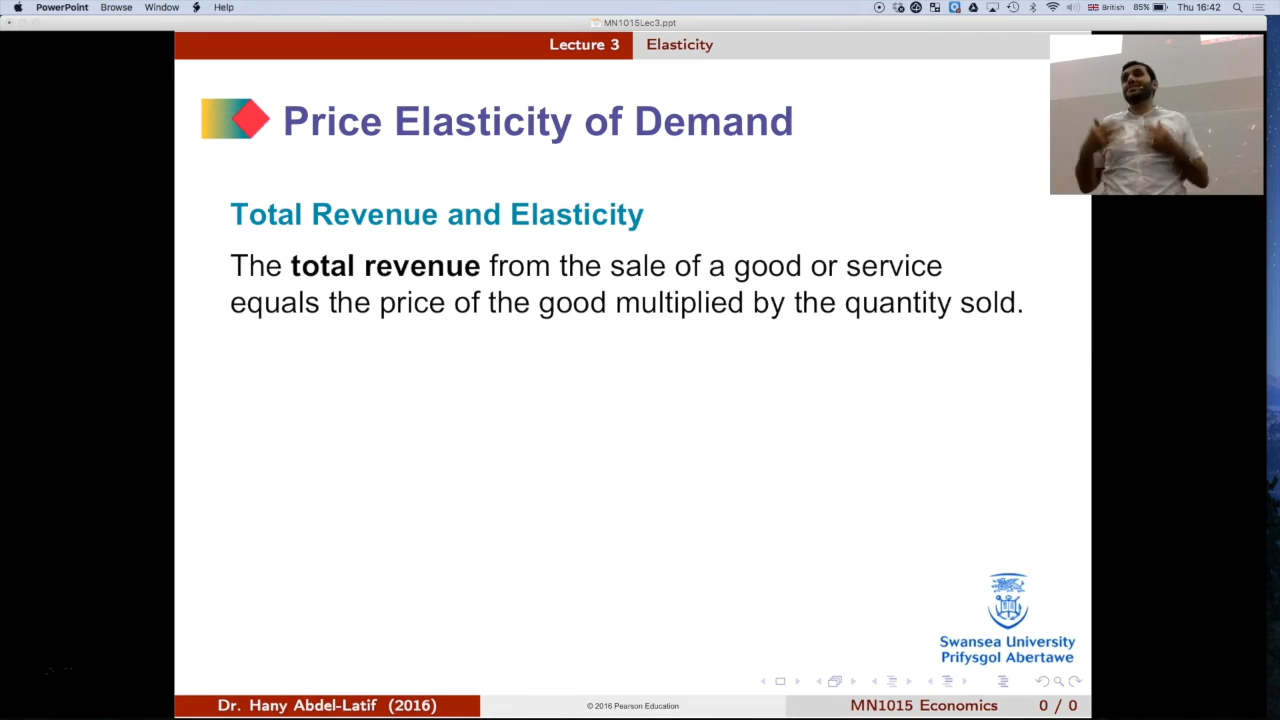 PowerPoint Browse Window Help
British 85% Thu 16:42
MN1015Lec3.ppt
Lecture 3 Elasticity
Price Elasticity of Demand
Total Revenue and Elasticity
The total revenue from the sale of a good or service
equals the price of the good multiplied by the quantity sold.
Swansea University
Prifysgol Abertawe
Dr. Hany Abdel-Latif (2016) © 2016 Pearson Education MN1015 Economics 0 / 0